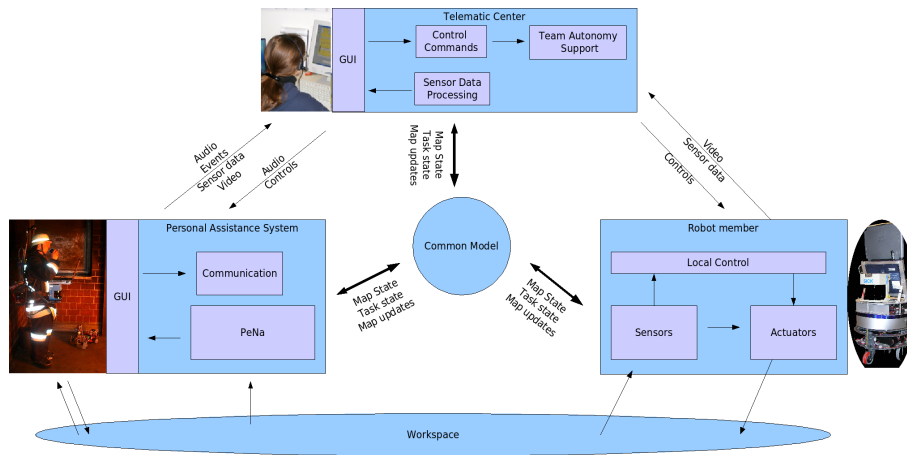 Telematic Center
GUI
Control
Commands
Team Autonomy
Support
Sensor Data
Processing
Audio
Events
Sensor data
Video
Audio
Controls
Map State
Task state
Map updates
Video
Sensor data
Controls
Personal Assistance System
GUI
Communication
PeNa
Common Model
Map State
Task state
Map updates
Map State
Task state
Map updates
Robot member
Local Control
Sensors
Actuators
Workspace